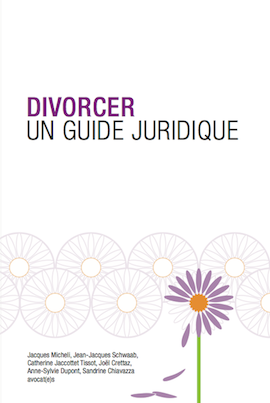 DIVORCER
UN GUIDE JURIDIQUE
Jacques Micheli, Jean-Jacques Schwaab,
Catherine Jaccottet Tissot, Joël Crettaz,
Anne-Sylvie Dupont, Sandrine Chiavazza
avocat(e)s